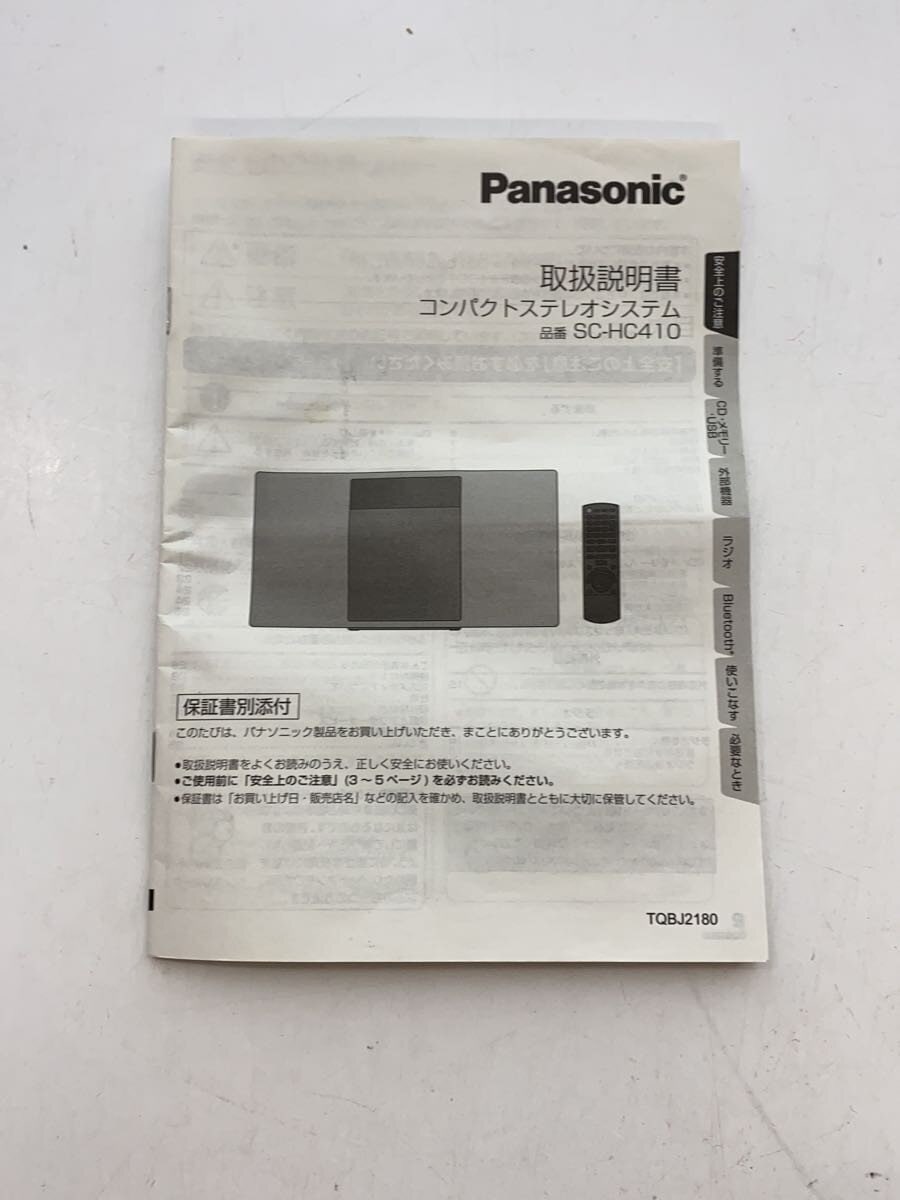 Panasonic®
取扱説明書
コンパクトステレオシステム
品番 SC-HC410
安全上のご注意
準備する
CD・メモリー
・USB
外部機器
ラジオ
Bluetooth®
使いこなす
必要なとき
保証書別添付
このたびは、パナソニック製品をお買い上げいただき、まことにありがとうございます。
●取扱説明書をよくお読みのうえ、正しく安全にお使いください。
●ご使用前に「安全上のご注意」(3～5ページ)を必ずお読みください。
●保証書は「お買い上げ日・販売店名」などの記入を確かめ、取扱説明書とともに大切に保管してください。
TQBJ2180